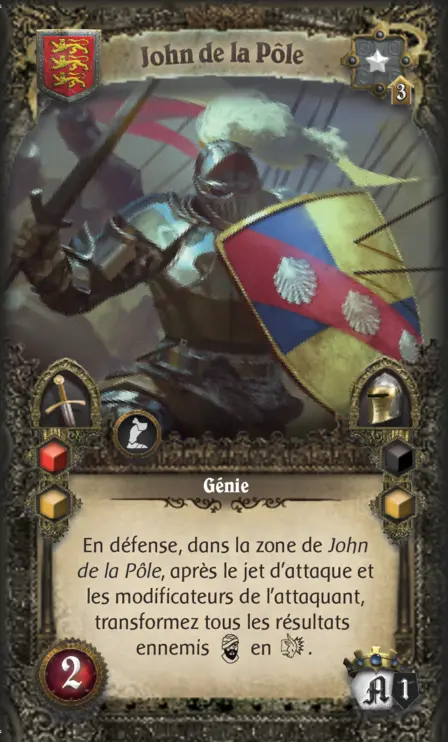 John de la Pôle
3
Génie
En défense, dans la zone de John
de la Pôle, après le jet d'attaque et
les modificateurs de l'attaquant,
transformez tous les résultats
ennemis en .
2
A 1